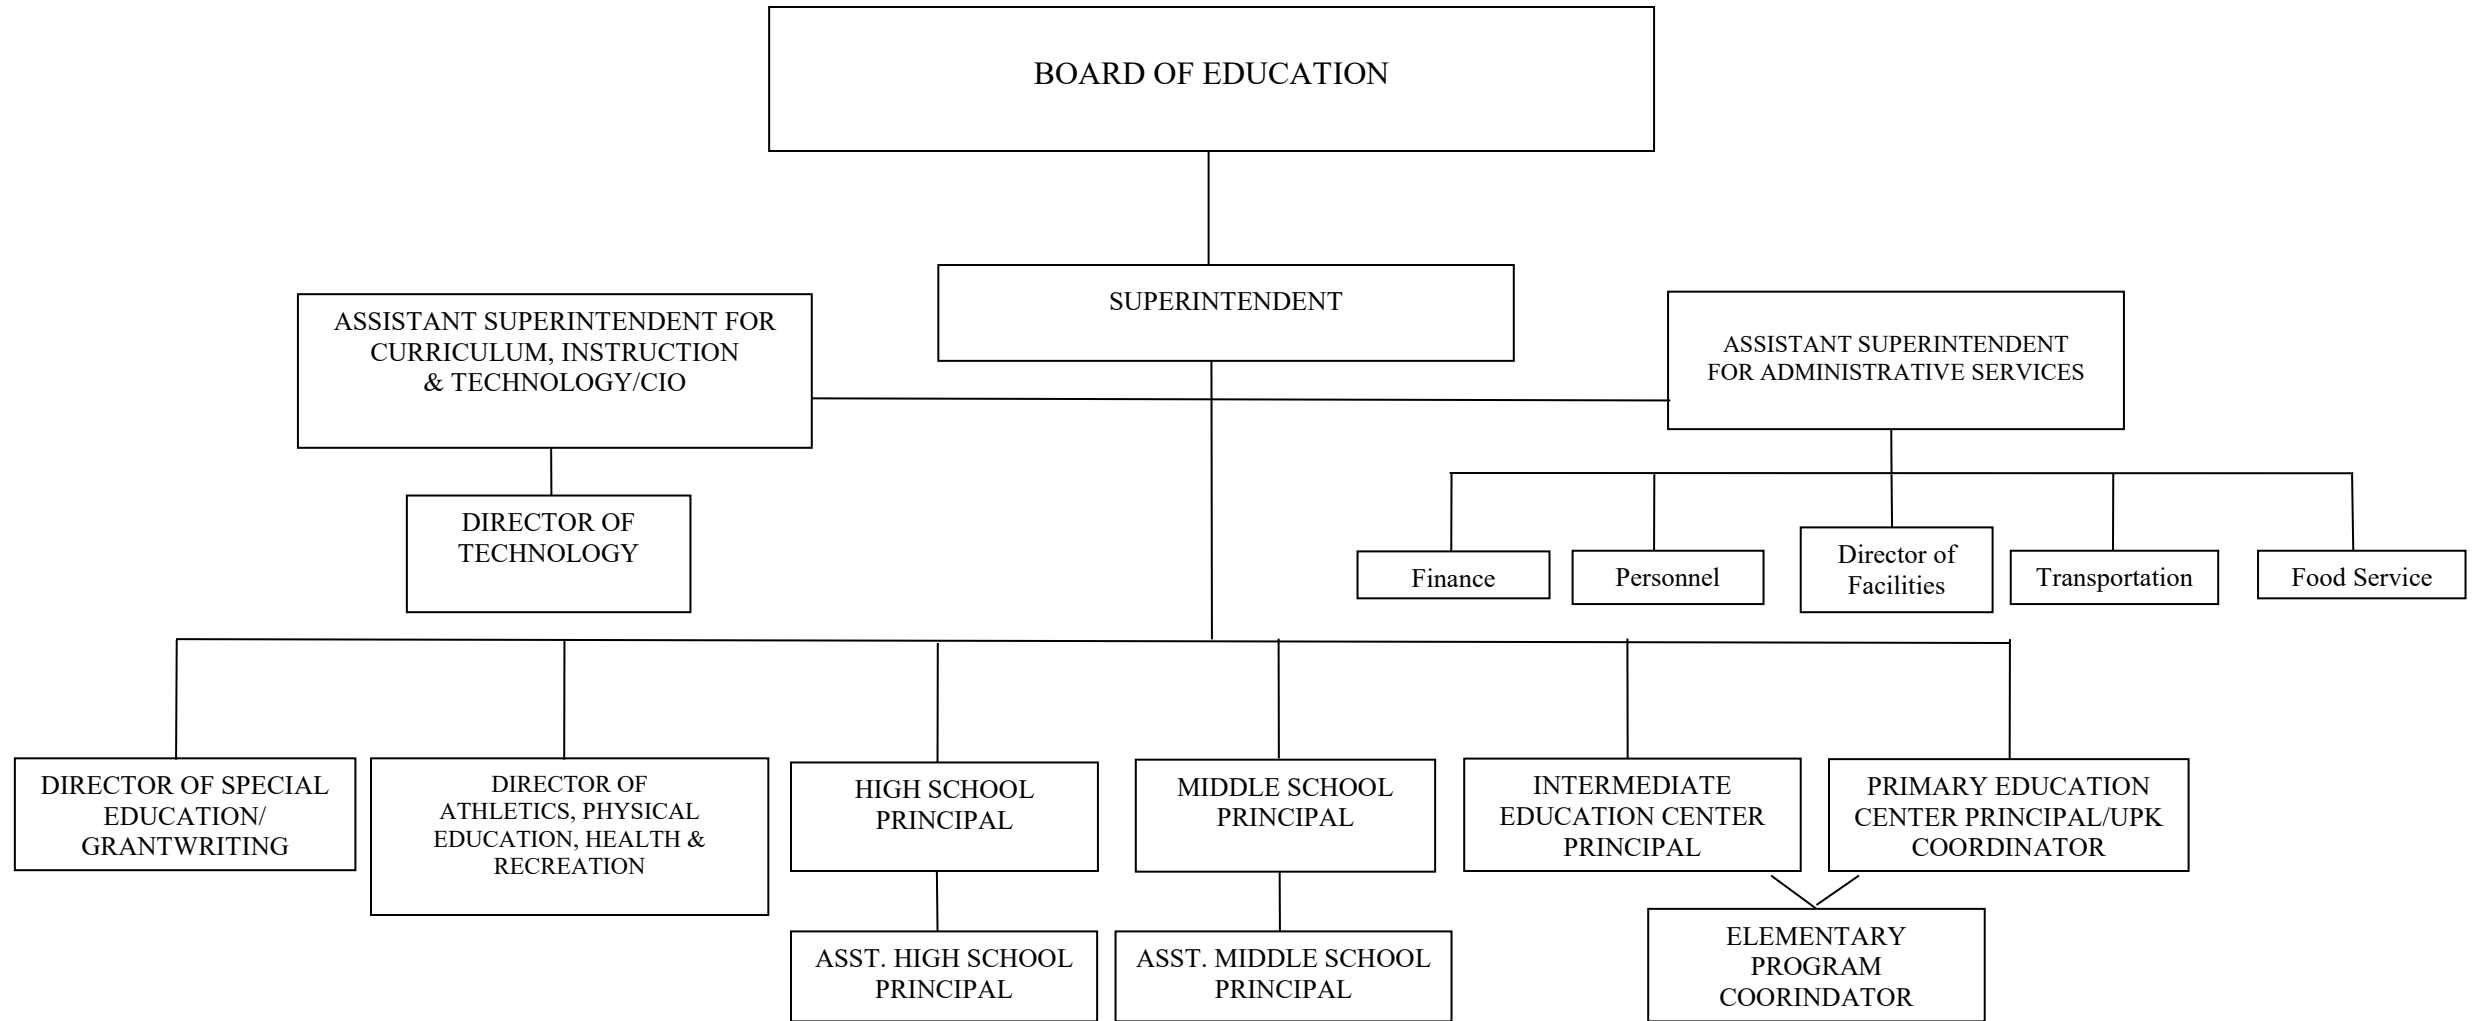 BOARD OF EDUCATION
SUPERINTENDENT
ASSISTANT SUPERINTENDENT FOR
CURRICULUM, INSTRUCTION
& TECHNOLOGY/CIO
ASSISTANT SUPERINTENDENT
FOR ADMINISTRATIVE SERVICES
DIRECTOR OF
TECHNOLOGY
Finance
Personnel
Director of
Facilities
Transportation
Food Service
DIRECTOR OF SPECIAL
EDUCATION/
GRANTWRITING
DIRECTOR OF
ATHLETICS, PHYSICAL
EDUCATION, HEALTH &
RECREATION
HIGH SCHOOL
PRINCIPAL
MIDDLE SCHOOL
PRINCIPAL
INTERMEDIATE
EDUCATION CENTER
PRINCIPAL
PRIMARY EDUCATION
CENTER PRINCIPAL/UPK
COORDINATOR
ASST. HIGH SCHOOL
PRINCIPAL
ASST. MIDDLE SCHOOL
PRINCIPAL
ELEMENTARY
PROGRAM
COORINDATOR